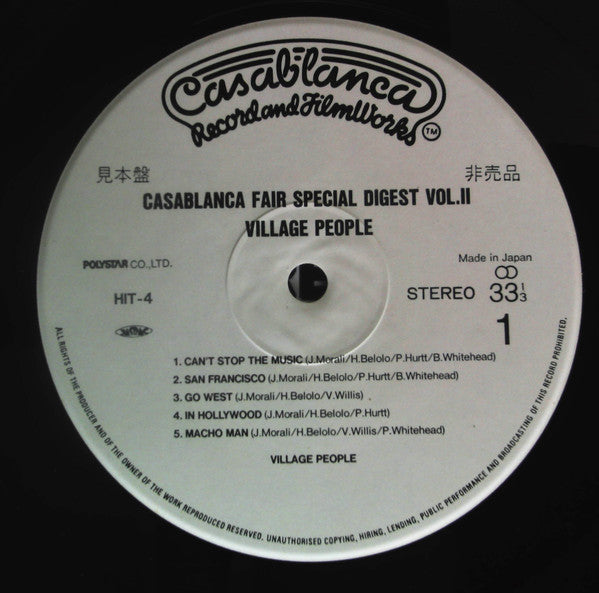 Casablanca
Record and FilmWorks TM
見本盤
非売品
CASABLANCA FAIR SPECIAL DIGEST VOL.II
VILLAGE PEOPLE
POLYSTAR CO., LTD.
Made in Japan
HIT-4
STEREO 33 1/3
1
1. CAN'T STOP THE MUSIC (J.Morali/H.Belolo/P.Hurtt/B.Whitehead)
2. SAN FRANCISCO (J.Morali/H.Belolo/P.Hurtt/B.Whitehead)
3. GO WEST (J.Morali/H.Belolo/V.Willis)
4. IN HOLLYWOOD (J.Morali/H.Belolo/P.Hurtt)
5. MACHO MAN (J.Morali/H.Belolo/V.Willis/P.Whitehead)
VILLAGE PEOPLE
ALL RIGHTS OF THE PRODUCER AND OF THE OWNER OF THE WORK REPRODUCED RESERVED. UNAUTHORISED COPYING, HIRING, LENDING, PUBLIC PERFORMANCE AND BROADCASTING OF THIS RECORD PROHIBITED.